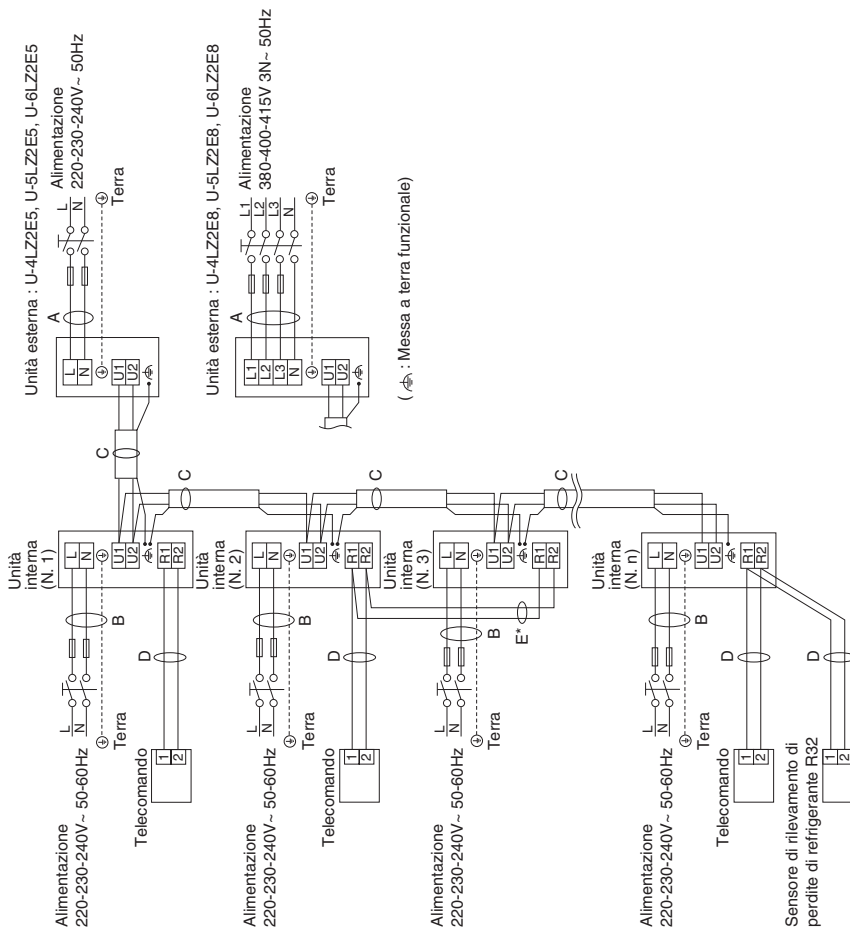 Unità esterna : U-4LZ2E5, U-5LZ2E5, U-6LZ2E5
Alimentazione
220-230-240V ~ 50Hz
L
N
Terra
A
L
N
U1
U2
C
Unità esterna : U-4LZ2E8, U-5LZ2E8, U-6LZ2E8
Alimentazione
380-400-415V 3N~ 50Hz
L1
L2
L3
N
Terra
A
L1
L2
L3
N
U1
U2
( : Messa a terra funzionale)
Unità
interna
(N. 1)
L
N
U1
U2
R1
R2
C
B
L
N
Terra
Alimentazione
220-230-240V ~ 50-60Hz
D
Telecomando
1
2
Unità
interna
(N. 2)
L
N
U1
U2
R1
R2
C
B
L
N
Terra
Alimentazione
220-230-240V ~ 50-60Hz
D
Telecomando
1
2
E*
Unità
interna
(N. 3)
L
N
U1
U2
R1
R2
C
B
L
N
Terra
Alimentazione
220-230-240V ~ 50-60Hz
Unità
interna
(N. n)
L
N
U1
U2
R1
R2
B
L
N
Terra
Alimentazione
220-230-240V ~ 50-60Hz
D
Telecomando
1
2
D
Sensore di rilevamento di
perdite di refrigerante R32
1
2